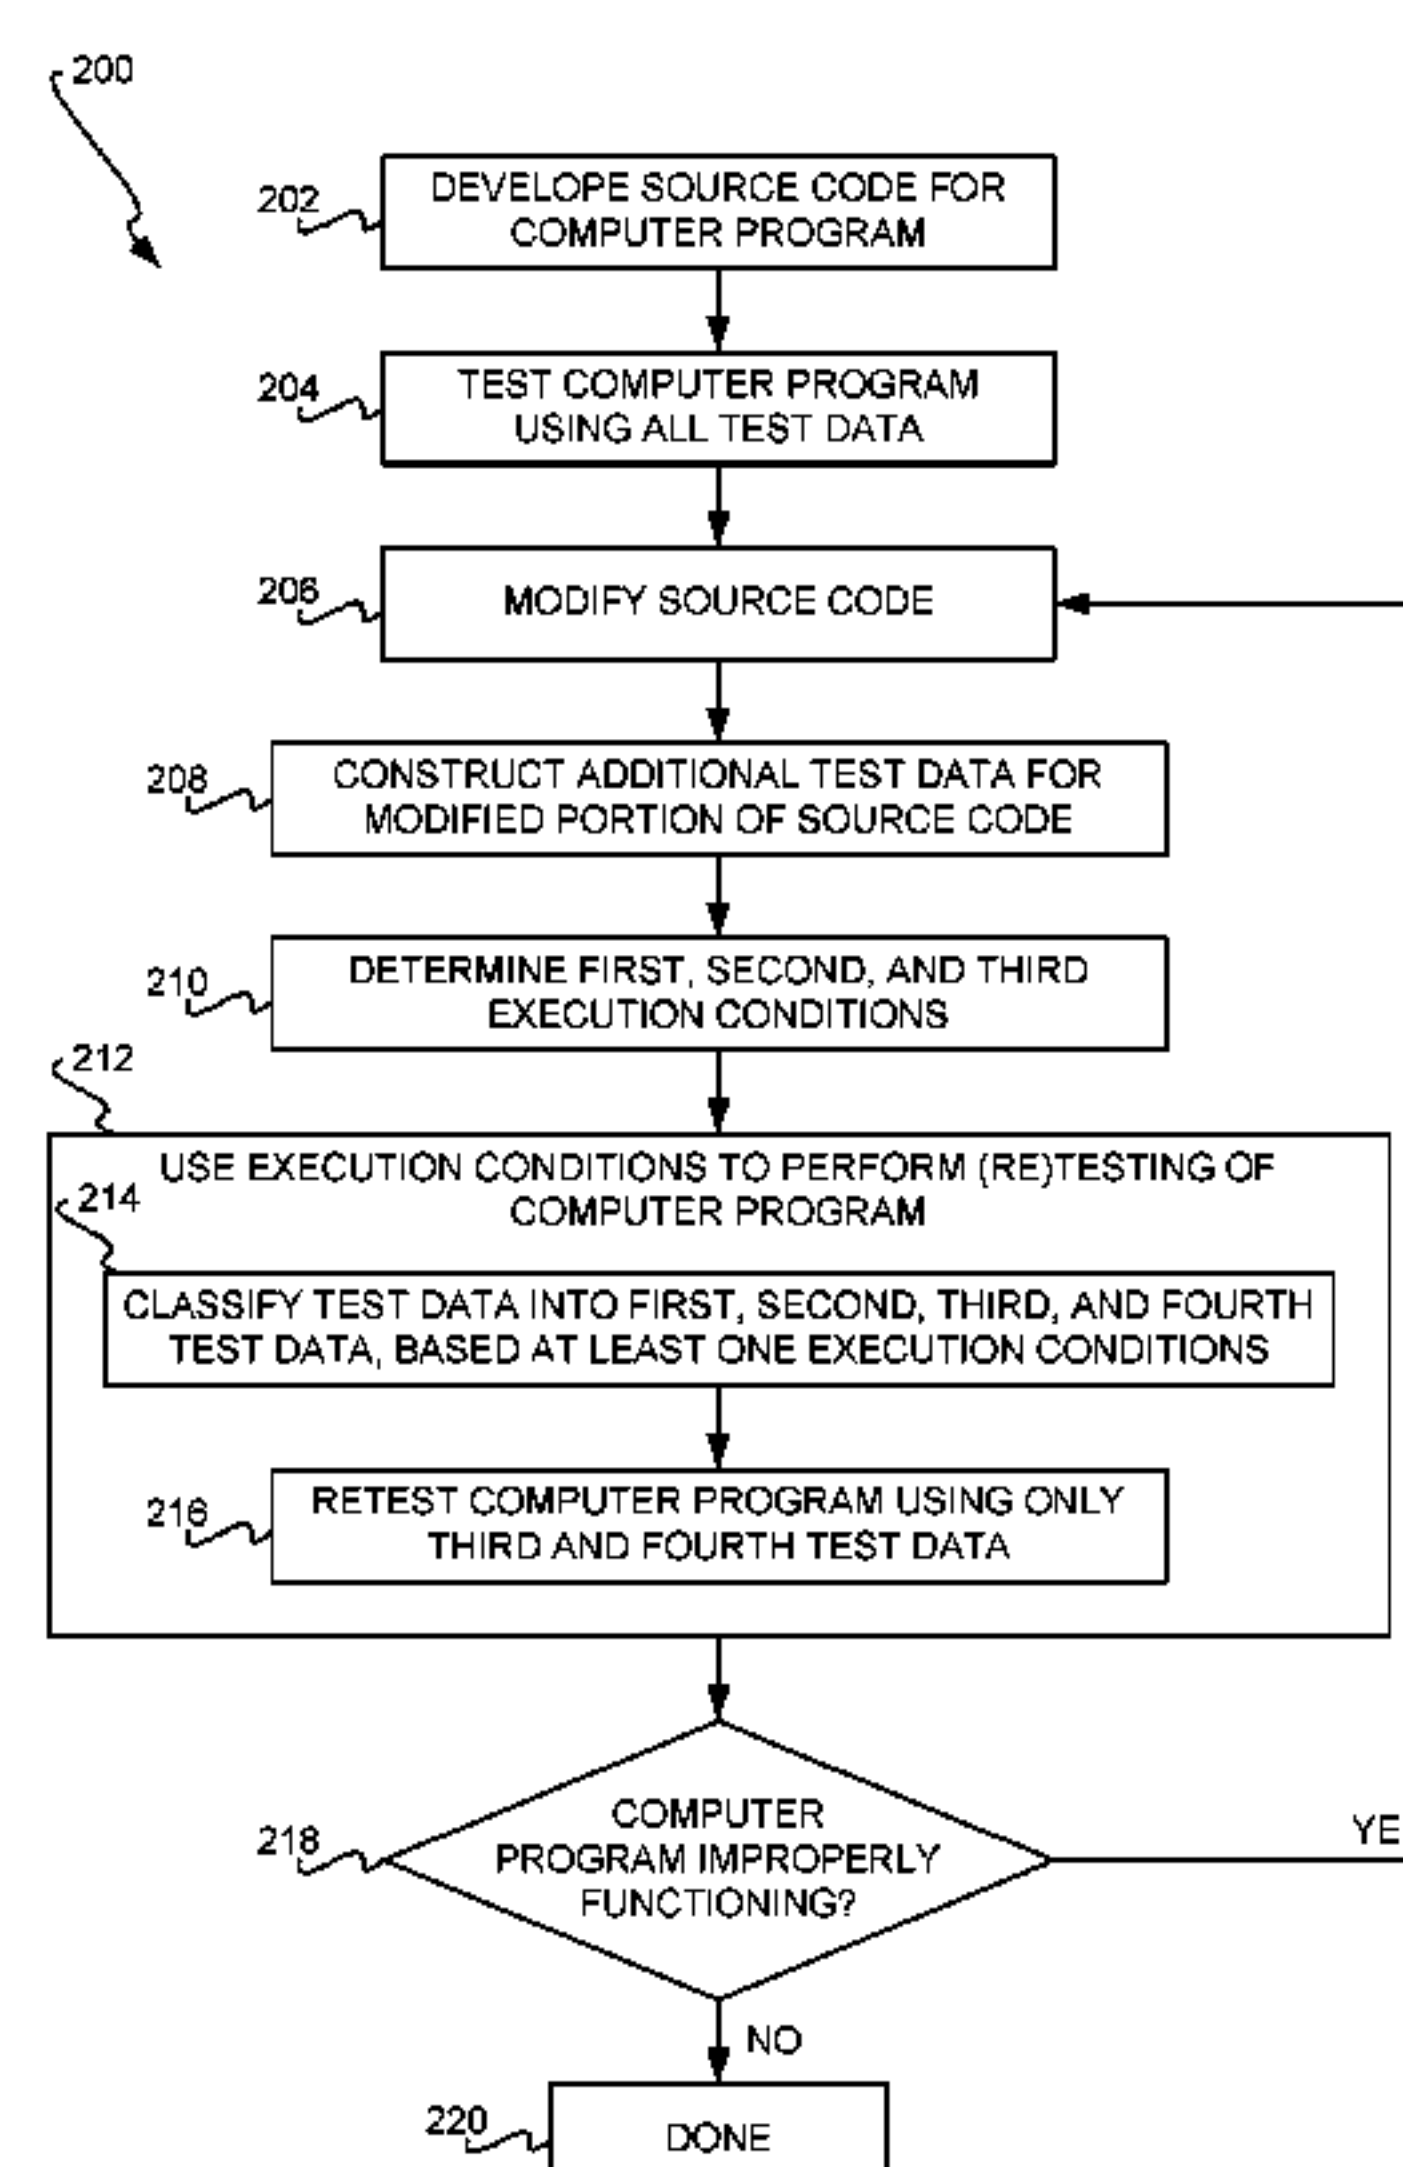 200
202
DEVELOPE SOURCE CODE FOR
COMPUTER PROGRAM
204
TEST COMPUTER PROGRAM
USING ALL TEST DATA
206
MODIFY SOURCE CODE
208
CONSTRUCT ADDITIONAL TEST DATA FOR
MODIFIED PORTION OF SOURCE CODE
210
DETERMINE FIRST, SECOND, AND THIRD
EXECUTION CONDITIONS
212
USE EXECUTION CONDITIONS TO PERFORM (RE)TESTING OF
COMPUTER PROGRAM
214
CLASSIFY TEST DATA INTO FIRST, SECOND, THIRD, AND FOURTH
TEST DATA, BASED AT LEAST ONE EXECUTION CONDITIONS
216
RETEST COMPUTER PROGRAM USING ONLY
THIRD AND FOURTH TEST DATA
218
COMPUTER
PROGRAM IMPROPERLY
FUNCTIONING?
YE
NO
220
DONE